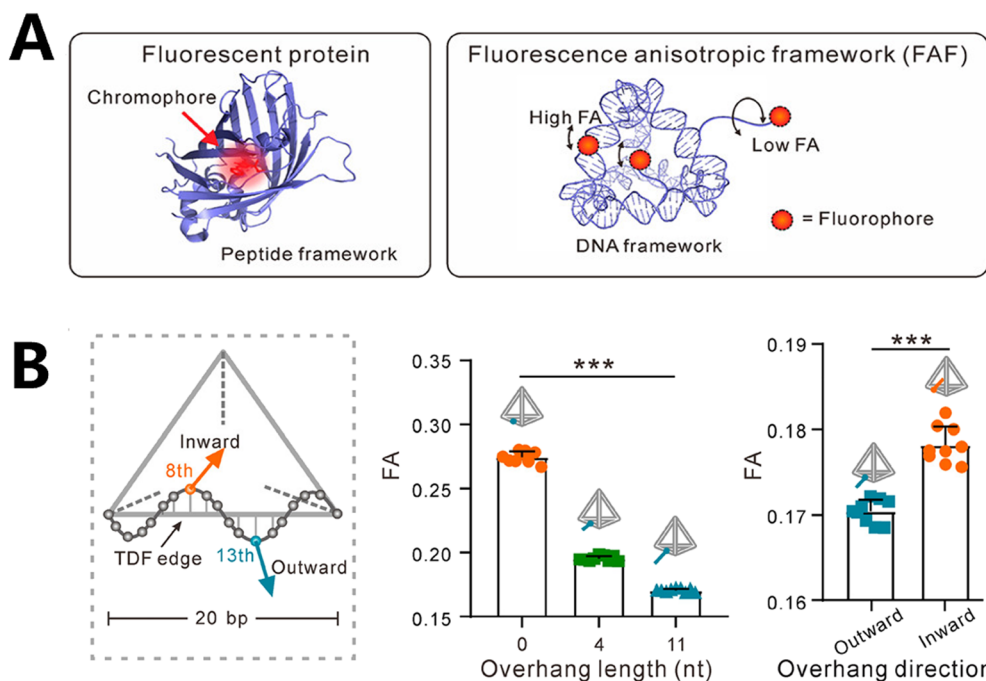 A
Fluorescent protein
Chromophore
Peptide framework
Fluorescence anisotropic framework (FAF)
High FA
Low FA
= Fluorophore
DNA framework
B
Inward
8th
TDF edge
13th
Outward
20 bp
***
0.35
0.30
0.25
0.20
0.15
FA
0
4
11
Overhang length (nt)
***
0.19
0.18
0.17
0.16
FA
Outward
Inward
Overhang direction